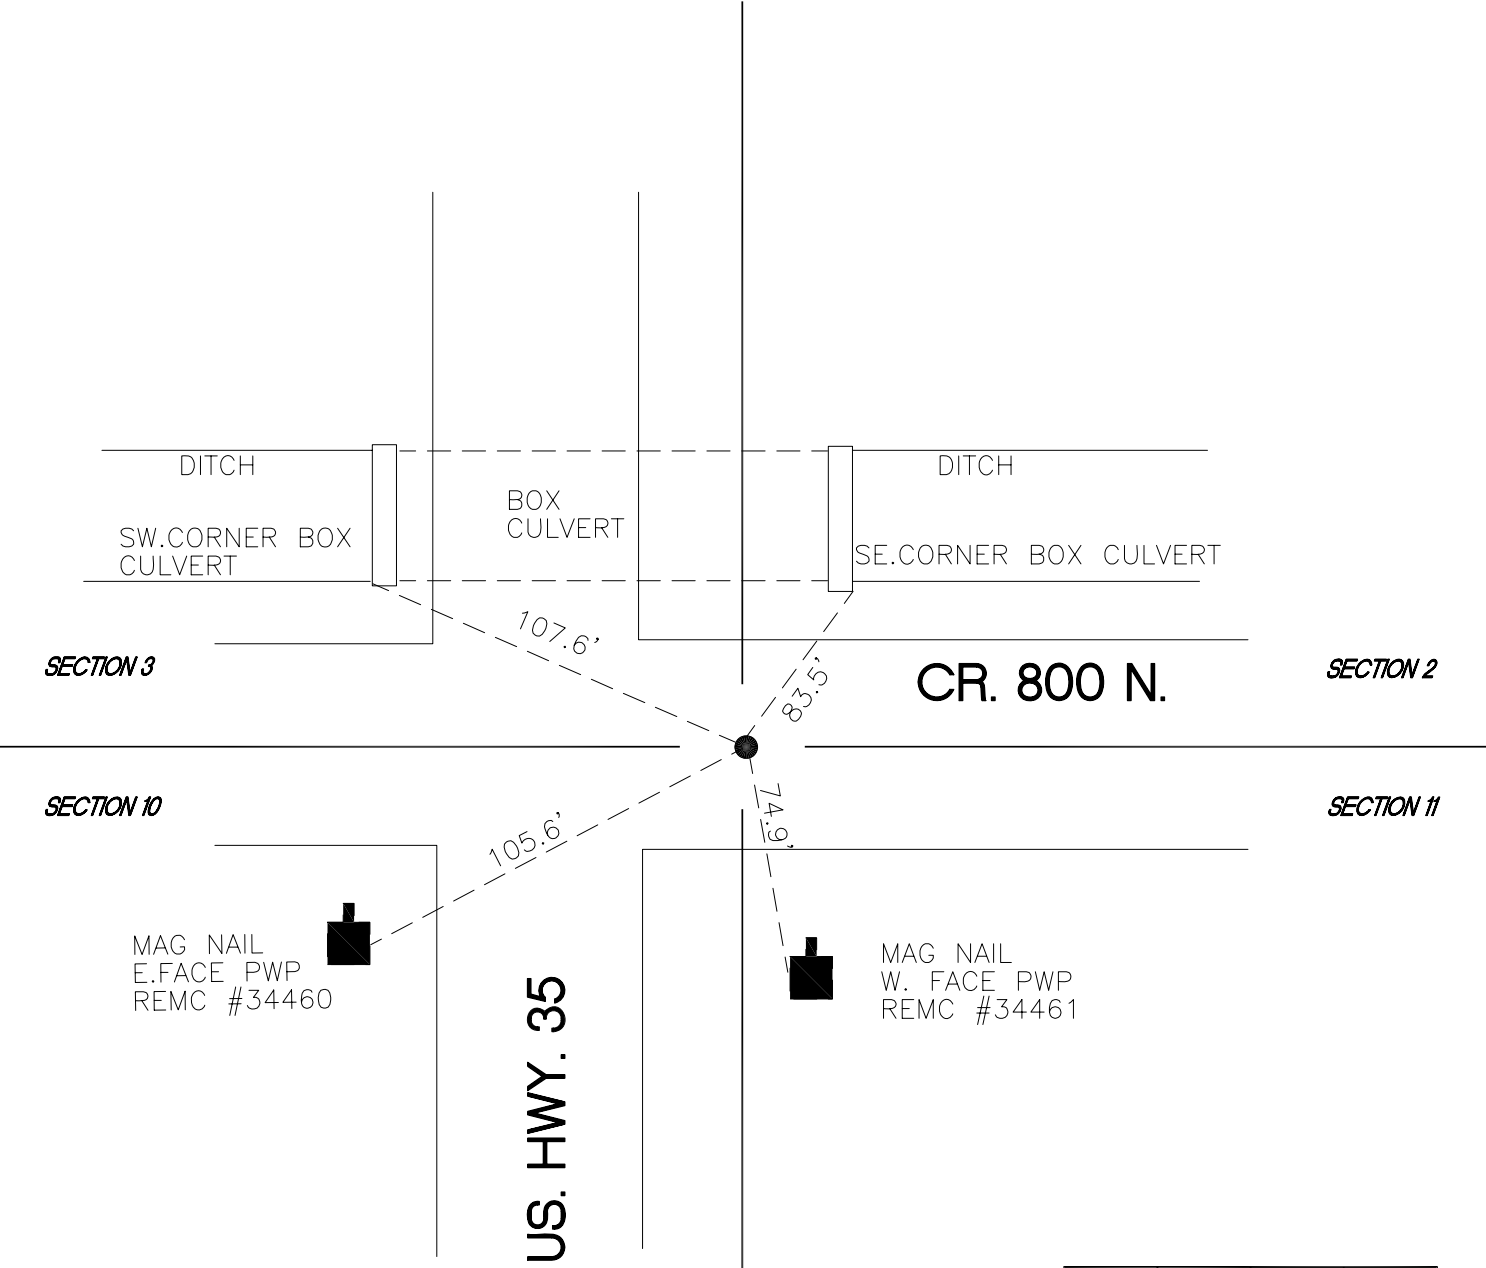 DITCH
DITCH
BOX
CULVERT
SW.CORNER BOX
CULVERT
SE.CORNER BOX CULVERT
107.6'
83.5'
SECTION 3
CR. 800 N.
SECTION 2
SECTION 10
SECTION 11
105.6'
74.9'
MAG NAIL
E.FACE PWP
REMC #34460
MAG NAIL
W. FACE PWP
REMC #34461
US. HWY. 35